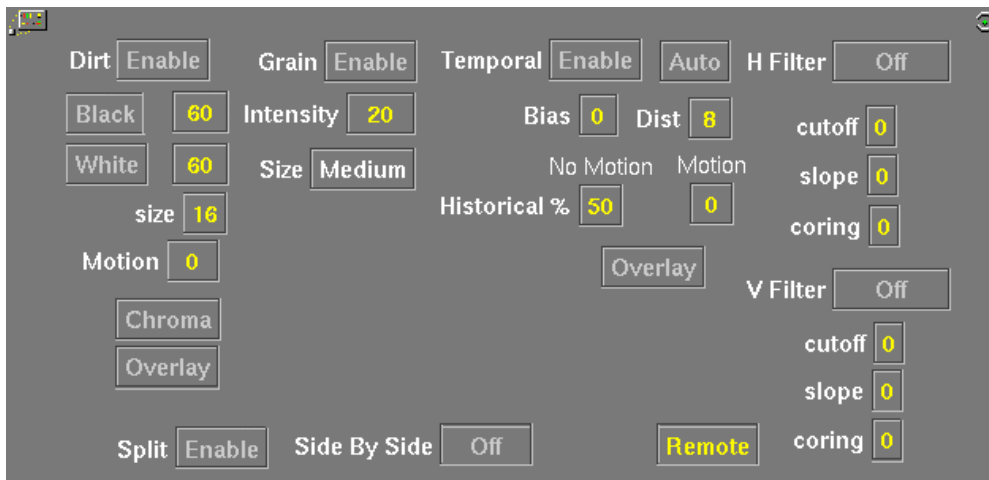 Dirt Enable Grain Enable Temporal Enable Auto H Filter Off
Black 60 Intensity 20 Bias 0 Dist 8 cutoff 0
White 60 Size Medium No Motion Motion slope 0
size 16 Historical % 50 0 coring 0
Motion 0 Overlay V Filter Off
Chroma
Overlay cutoff 0
slope 0
Split Enable Side By Side Off Remote coring 0